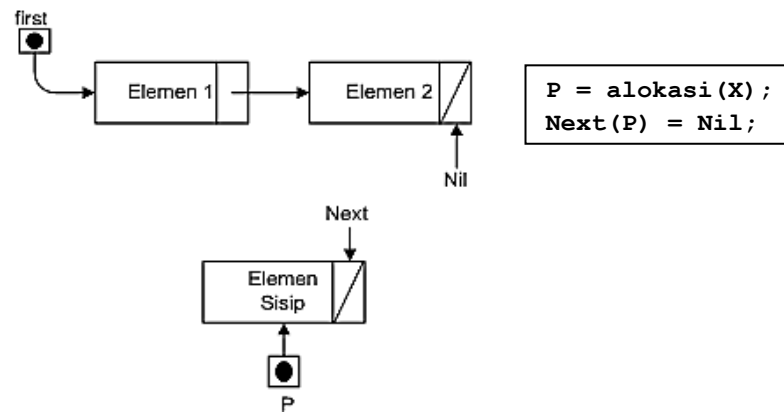 first
Elemen 1
Elemen 2
P = alokasi(X);
Next(P) = Nil;
Nil
Next
Elemen
Sisip
P